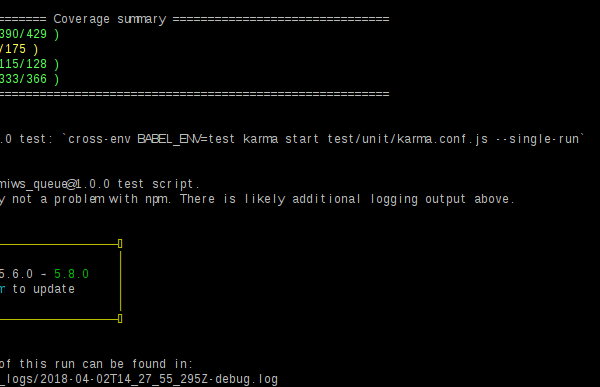 ======= Coverage summary ===============================
390/429 )
/175 )
115/128 )
333/366 )
========================================================
.0 test: `cross-env BABEL_ENV=test karma start test/unit/karma.conf.js --single-run`
miws_queue@1.0.0 test script.
y not a problem with npm. There is likely additional logging output above.
5.6.0 → 5.8.0
to update
of this run can be found in:
_logs/2018-04-02T14_27_55_295Z-debug.log